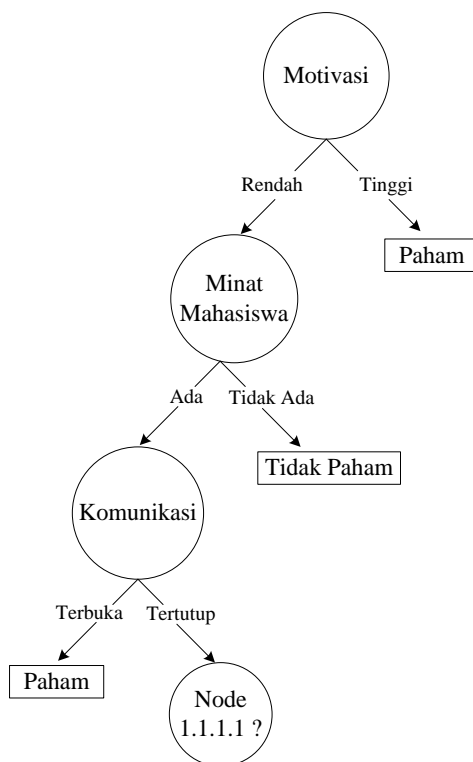 Motivasi
Rendah
Tinggi
Paham
Minat
Mahasiswa
Ada
Tidak Ada
Tidak Paham
Komunikasi
Terbuka
Tertutup
Paham
Node
1.1.1.1 ?